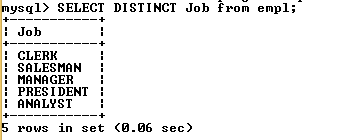 mysql> SELECT DISTINCT Job from empl;
+-----------+
| Job       |
+-----------+
| CLERK     |
| SALESMAN  |
| MANAGER   |
| PRESIDENT |
| ANALYST   |
+-----------+
5 rows in set (0.06 sec)